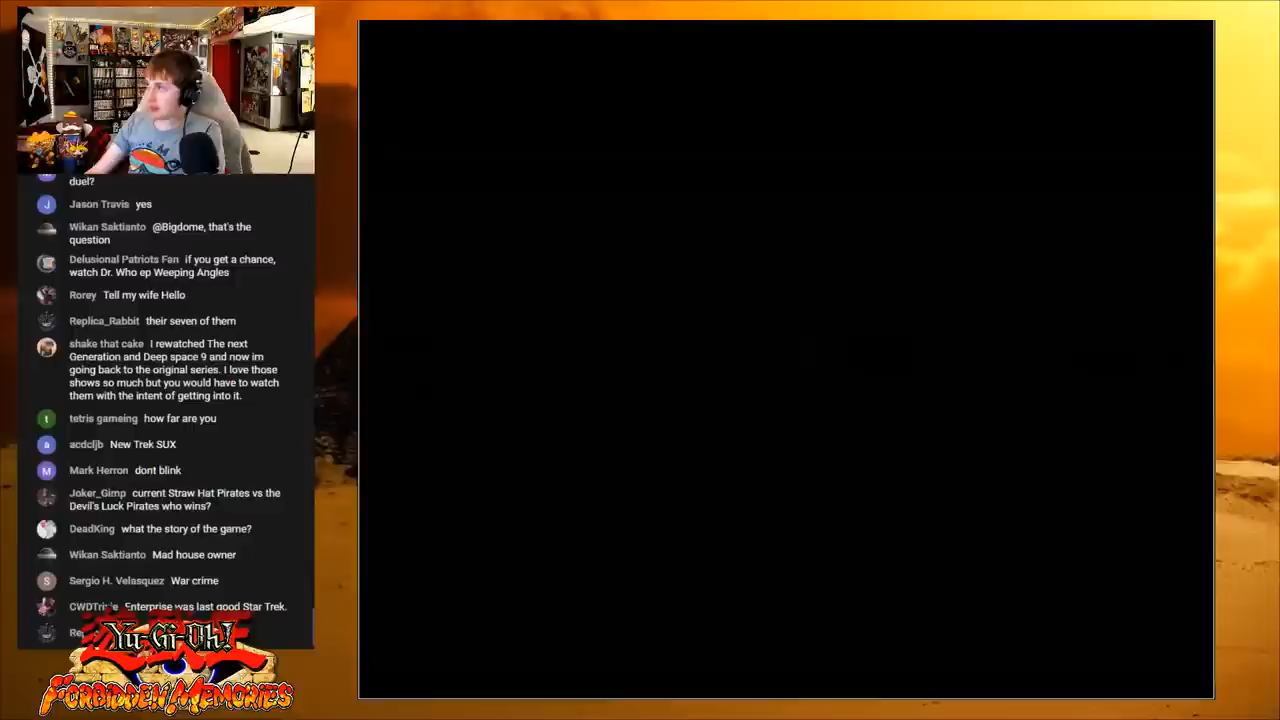 duel?
Jason Travis yes
Wikan Saktianto @Bigdome, that's the
question
Delusional Patriots Fan if you get a chance,
watch Dr. Who ep Weeping Angles
Rorey Tell my wife Hello
Replica_Rabbit their seven of them
shake that cake I rewatched The next
Generation and Deep space 9 and now im
going back to the original series. I love those
shows so much but you would have to watch
them with the intent of getting into it.
t tetris gameing how far are you
a acdcljb New Trek SUX
M Mark Herron dont blink
Joker_Gimp current Straw Hat Pirates vs the
Devil's Luck Pirates who wins?
DeadKing what the story of the game?
Wikan Saktianto Mad house owner
S Sergio H. Velasquez War crime
Enterprise was last good Star Trek.
Yu-Gi-Oh!
Forbidden Memories